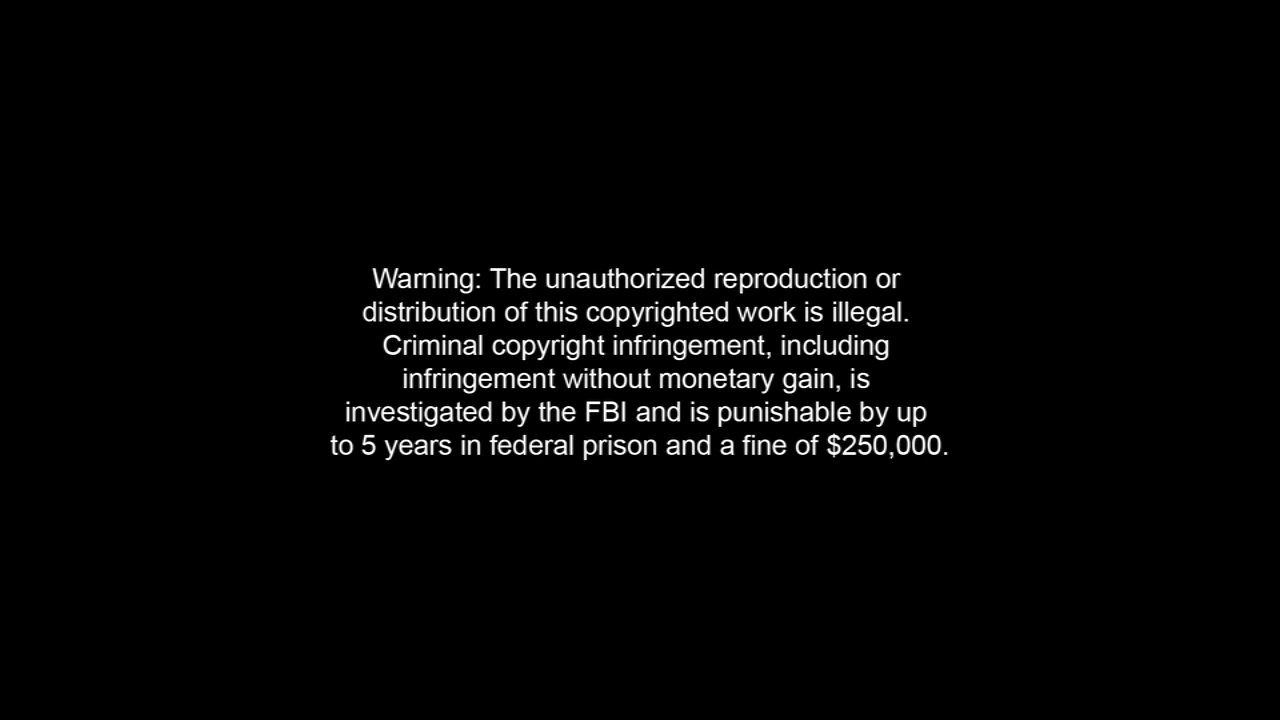 Warning: The unauthorized reproduction or
distribution of this copyrighted work is illegal.
Criminal copyright infringement, including
infringement without monetary gain, is
investigated by the FBI and is punishable by up
to 5 years in federal prison and a fine of $250,000.